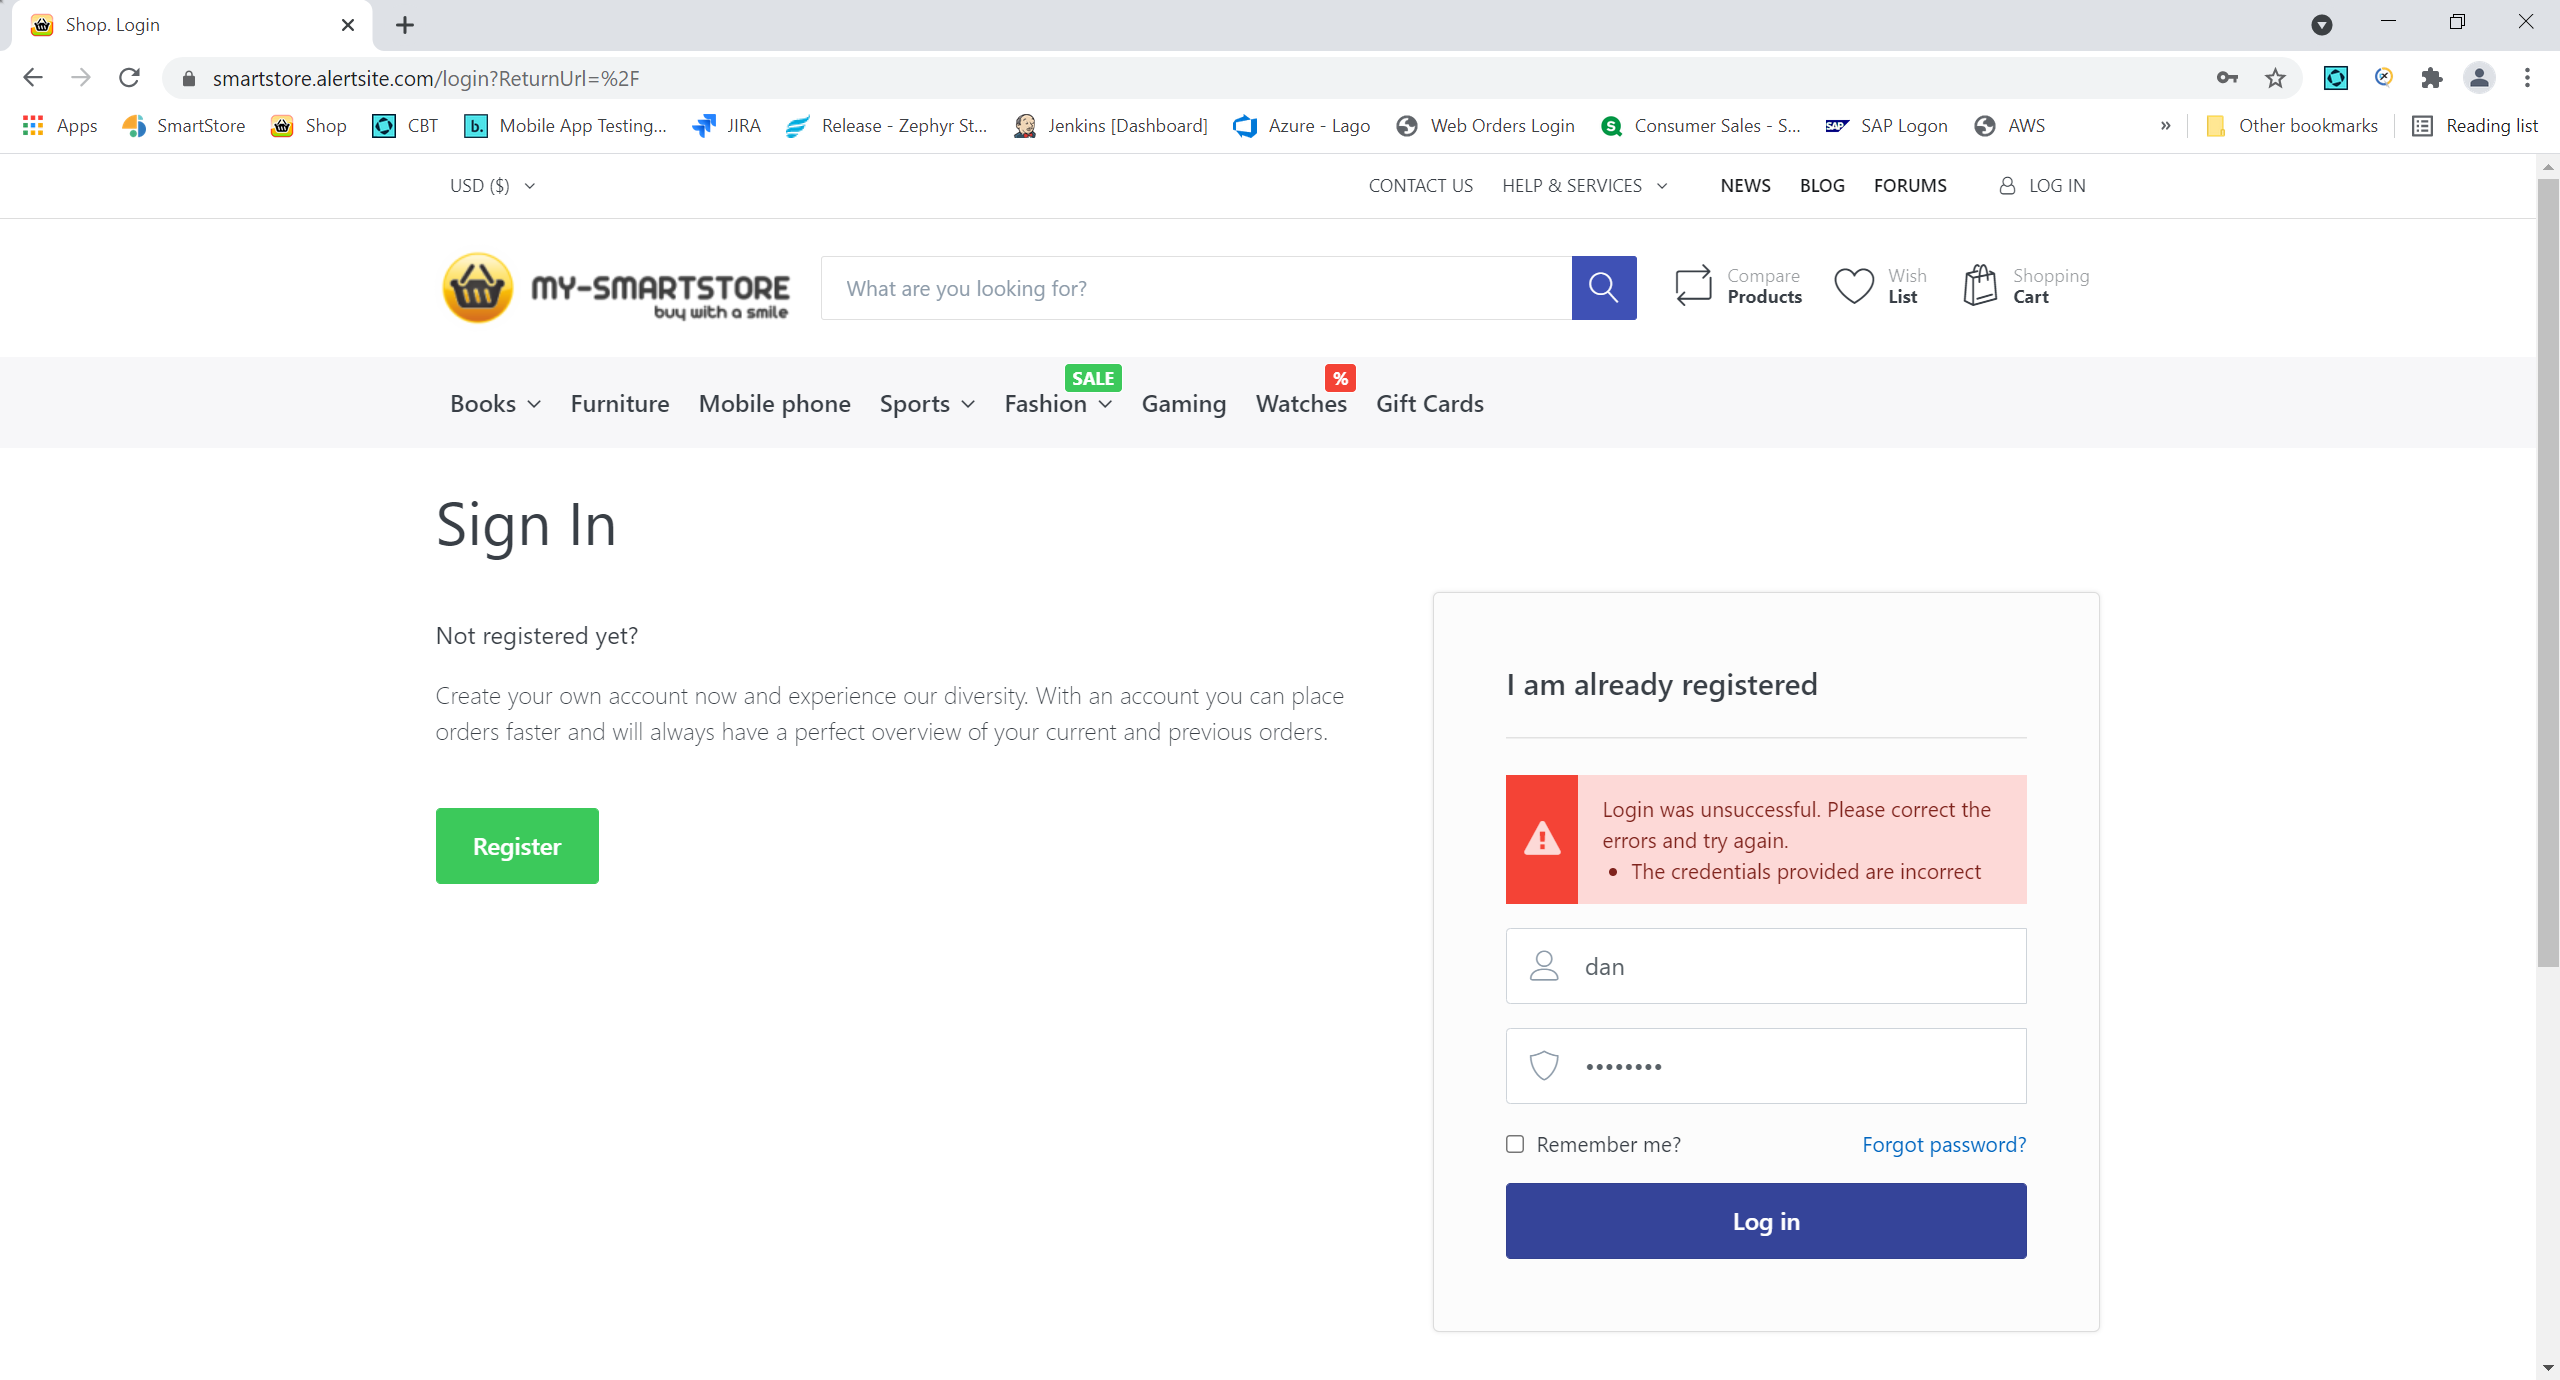 Shop. Login
smartstore.alertsite.com/login?ReturnUrl=%2F
Apps SmartStore Shop CBT b. Mobile App Testing... JIRA Release - Zephyr St... Jenkins [Dashboard] Azure - Lago Web Orders Login S Consumer Sales - S... SAP SAP Logon AWS » Other bookmarks Reading list
USD ($) CONTACT US HELP & SERVICES NEWS BLOG FORUMS LOG IN
MY-SMARTSTORE
buy with a smile
What are you looking for?
Compare
Products
Wish
List
Shopping
Cart
SALE %
Books Furniture Mobile phone Sports Fashion Gaming Watches Gift Cards
Sign In
Not registered yet?
Create your own account now and experience our diversity. With an account you can place
orders faster and will always have a perfect overview of your current and previous orders.
Register
I am already registered
Login was unsuccessful. Please correct the
errors and try again.
• The credentials provided are incorrect
dan
••••••••
Remember me? Forgot password?
Log in